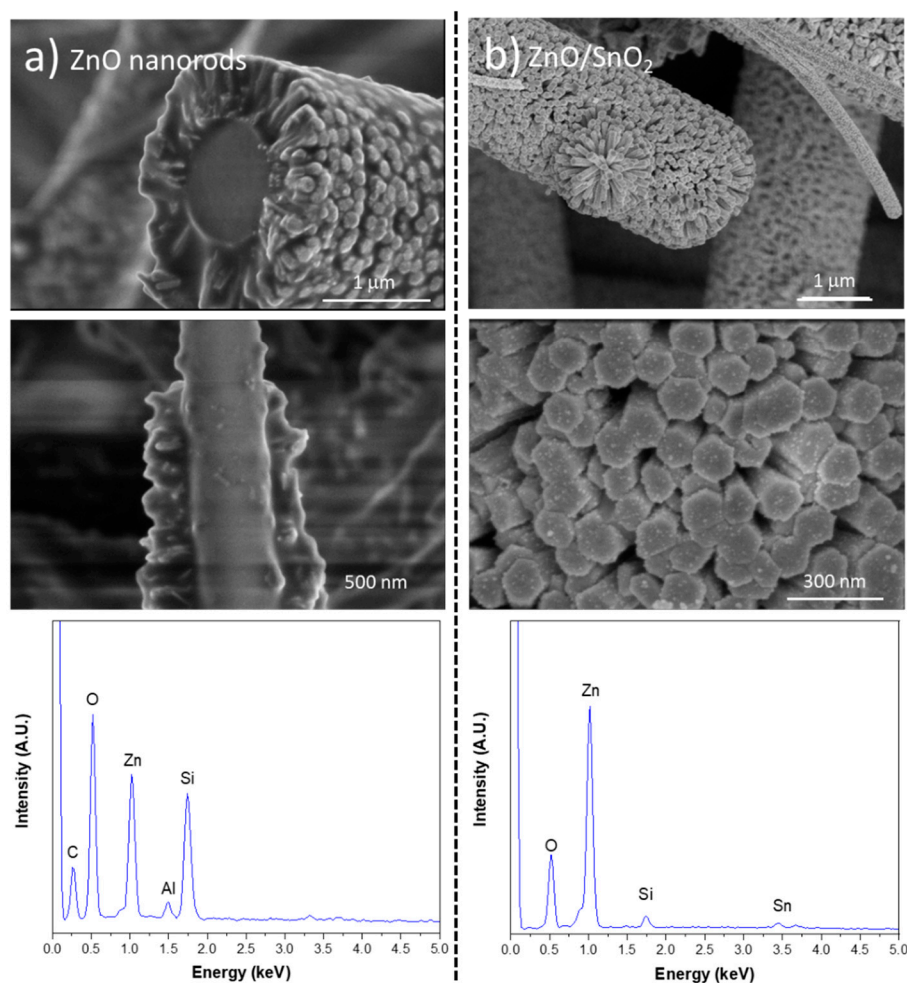 a) ZnO nanorods
1 μm
500 nm
Intensity (A.U.)
C
O
Zn
Al
Si
0.0 0.5 1.0 1.5 2.0 2.5 3.0 3.5 4.0 4.5 5.0
Energy (keV)
b) ZnO/SnO₂
1 μm
300 nm
Intensity (A.U.)
O
Zn
Si
Sn
0.0 0.5 1.0 1.5 2.0 2.5 3.0 3.5 4.0 4.5 5.0
Energy (keV)